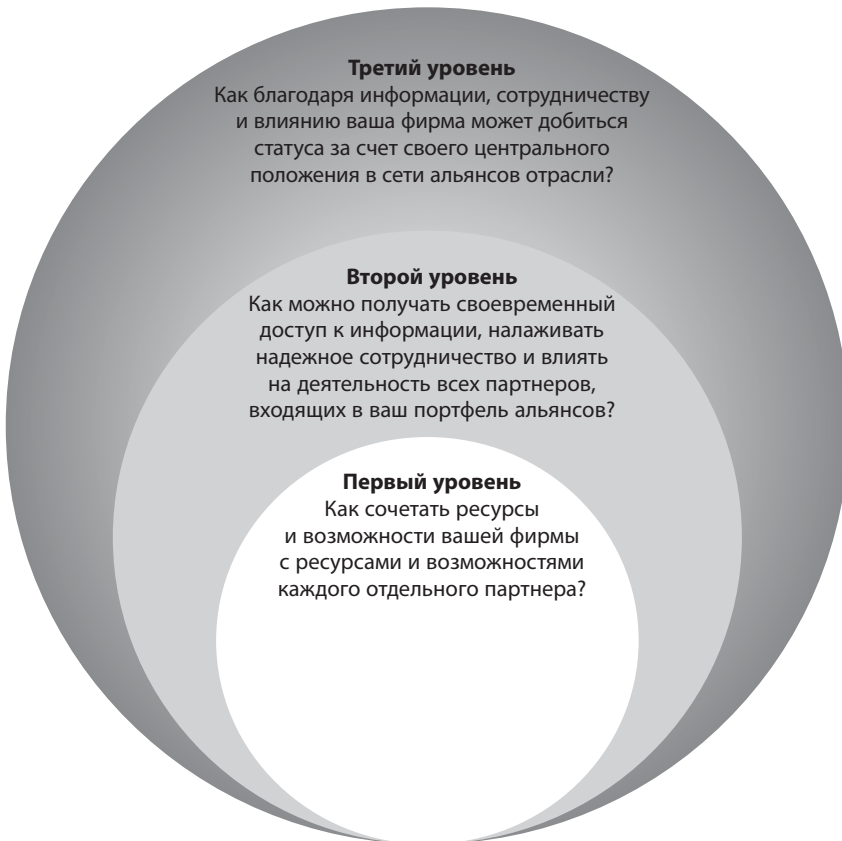 Третий уровень
Как благодаря информации, сотрудничеству
и влиянию ваша фирма может добиться
статуса за счет своего центрального
положения в сети альянсов отрасли?
Второй уровень
Как можно получать своевременный
доступ к информации, налаживать
надежное сотрудничество и влиять
на деятельность всех партнеров,
входящих в ваш портфель альянсов?
Первый уровень
Как сочетать ресурсы
и возможности вашей фирмы
с ресурсами и возможностями
каждого отдельного партнера?